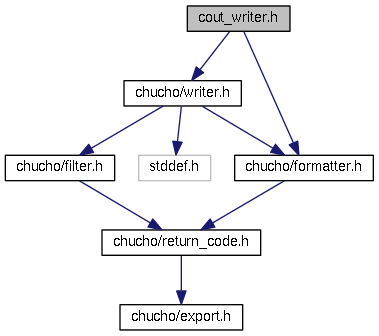 cout_writer.h
chucho/writer.h
chucho/filter.h
stddef.h
chucho/formatter.h
chucho/return_code.h
chucho/export.h